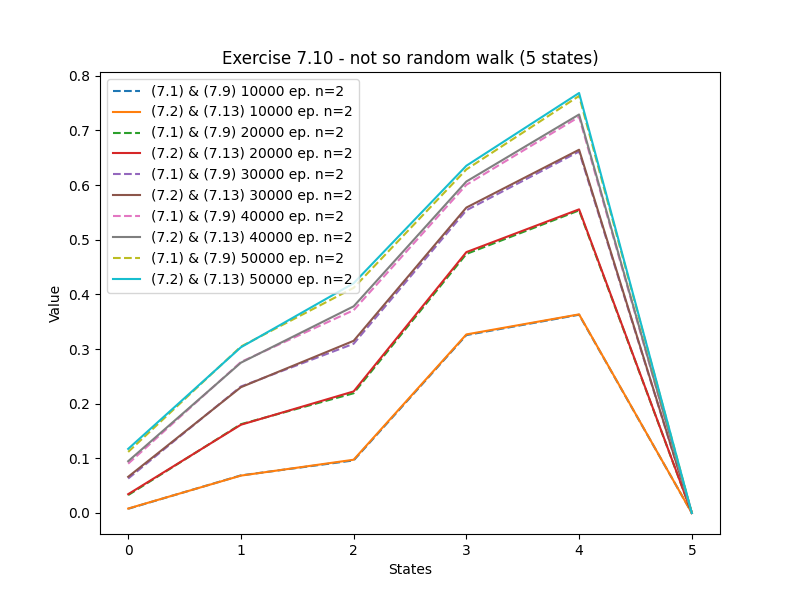 Exercise 7.10 - not so random walk (5 states)
(7.1) & (7.9) 10000 ep. n=2
(7.2) & (7.13) 10000 ep. n=2
(7.1) & (7.9) 20000 ep. n=2
(7.2) & (7.13) 20000 ep. n=2
(7.1) & (7.9) 30000 ep. n=2
(7.2) & (7.13) 30000 ep. n=2
(7.1) & (7.9) 40000 ep. n=2
(7.2) & (7.13) 40000 ep. n=2
(7.1) & (7.9) 50000 ep. n=2
(7.2) & (7.13) 50000 ep. n=2
Value
0.8
0.7
0.6
0.5
0.4
0.3
0.2
0.1
0.0
0 1 2 3 4 5
States